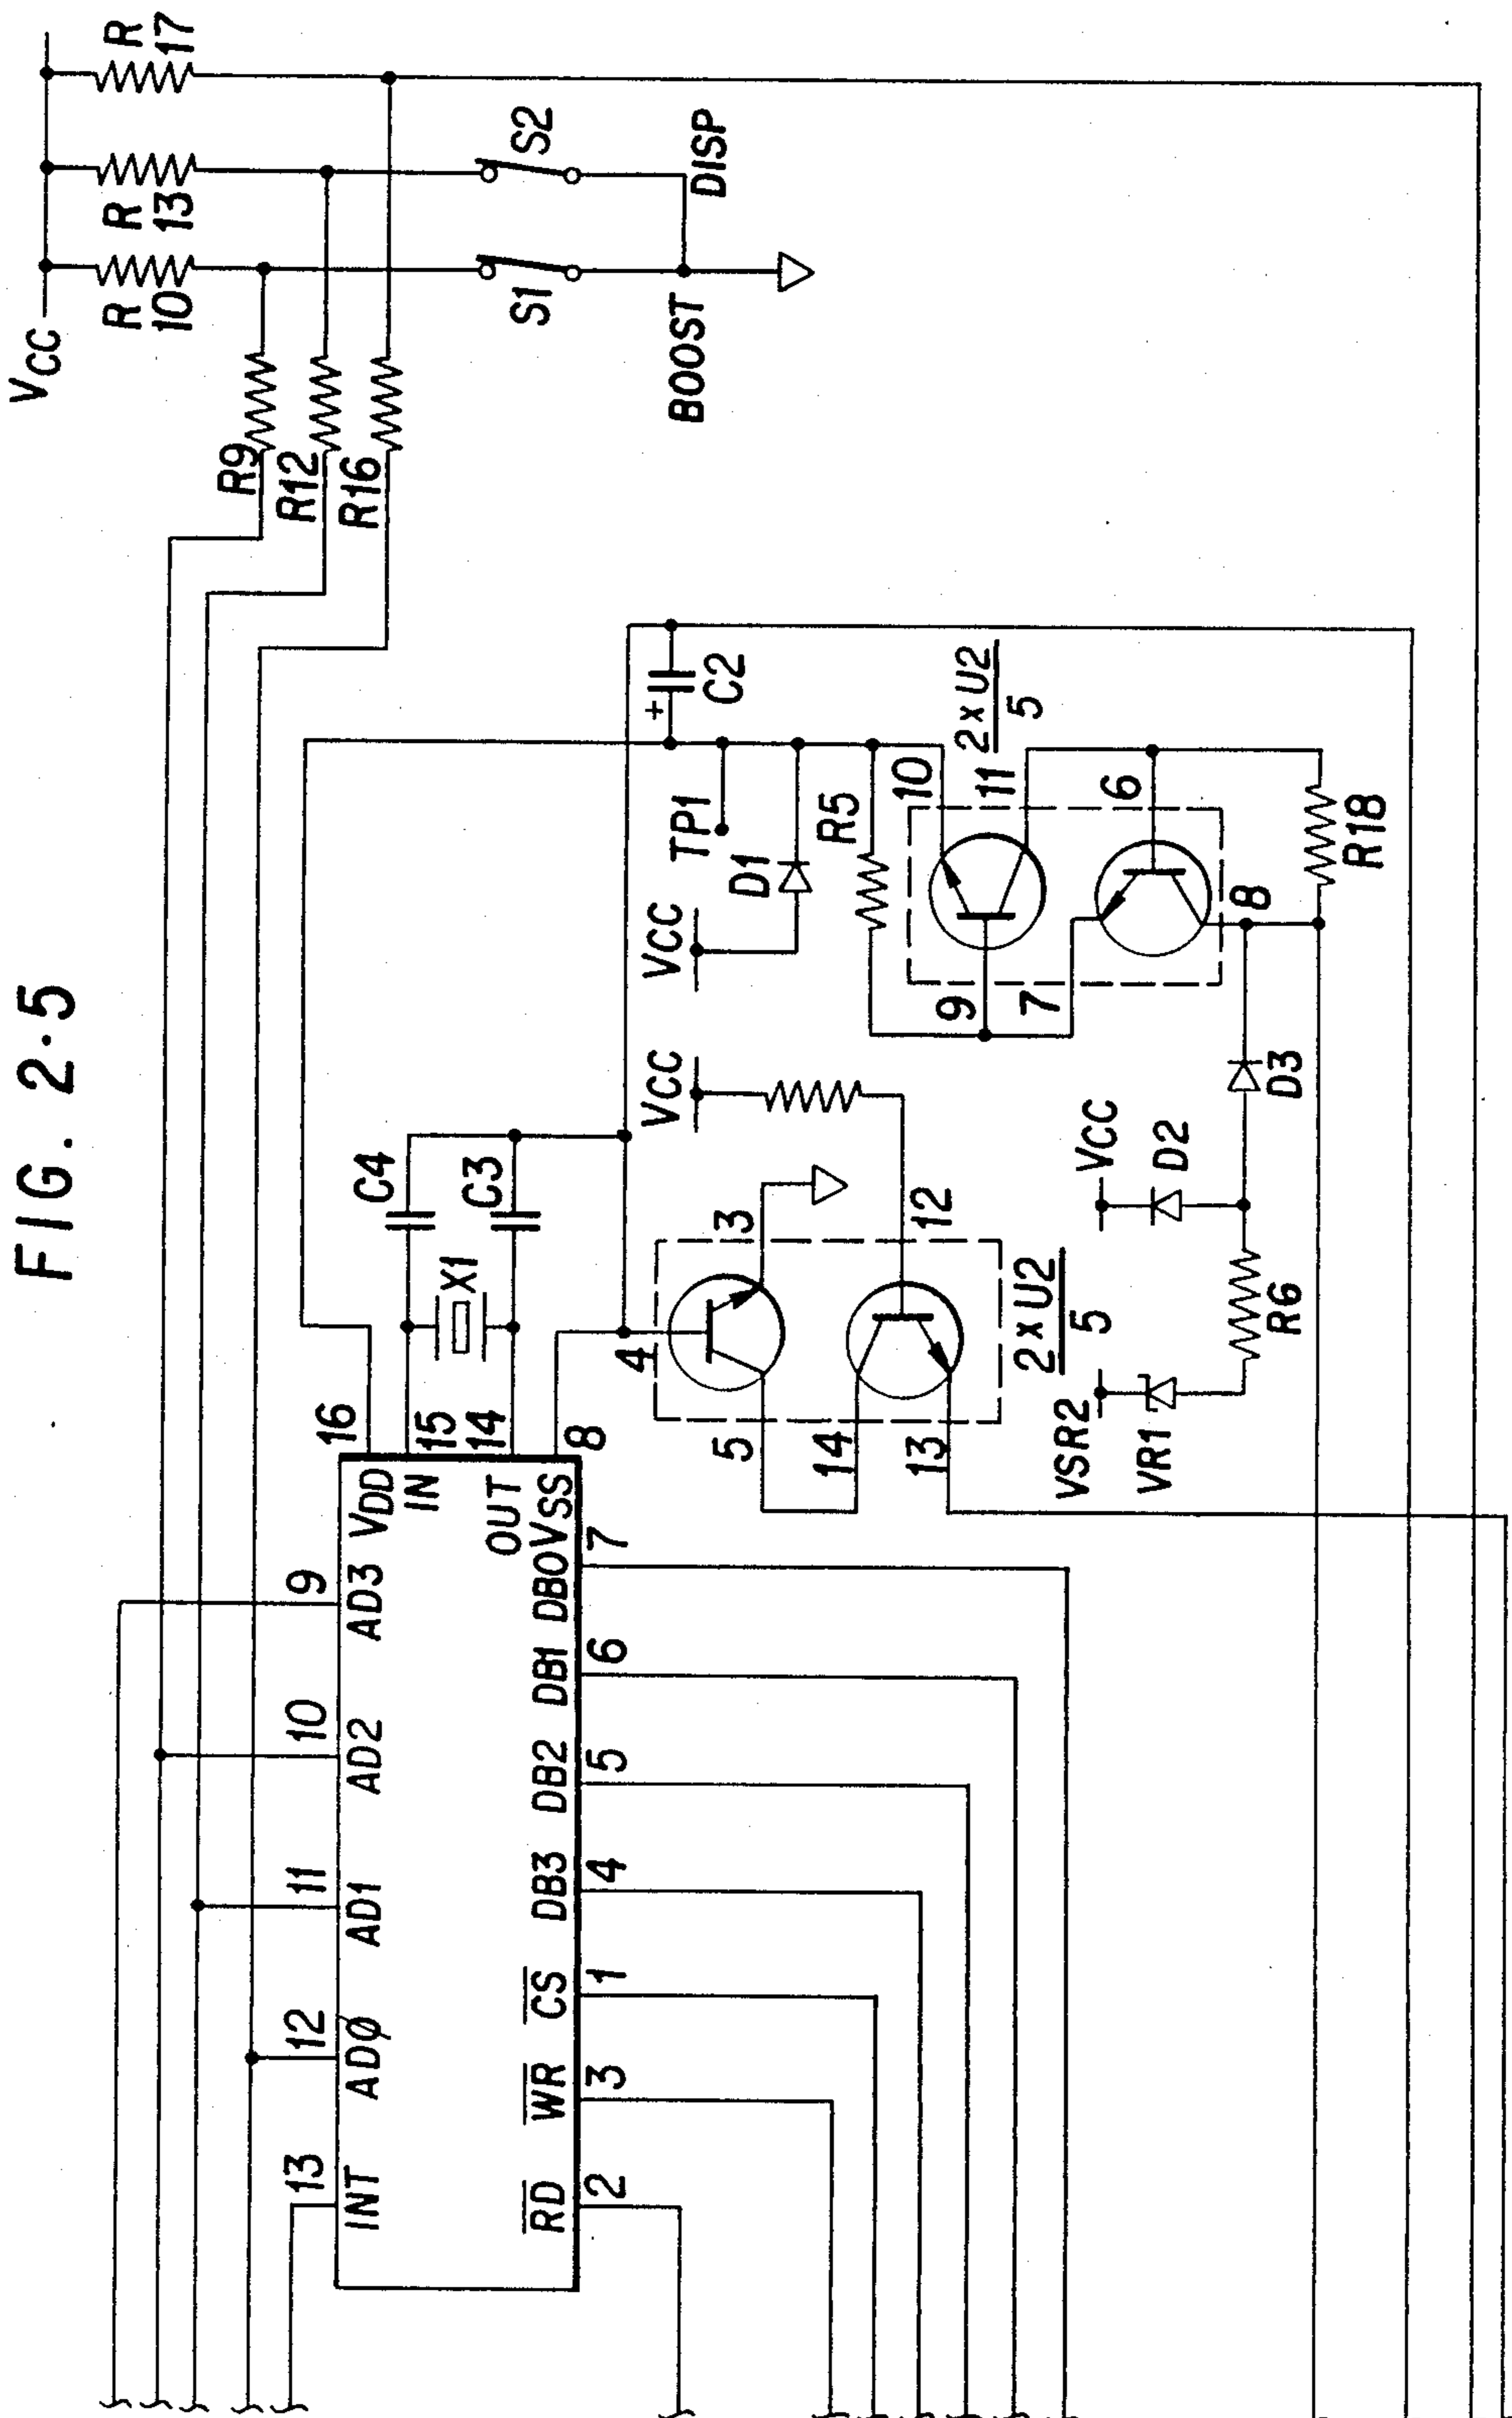 FIG. 2·5
VCC
R
10
R
13
R
17
R9
R12
R16
S1
S2
BOOST
DISP
C4
C3
X1
C2
+
TP1
VCC
D1
R5
10
2xU2
5
11
6
9
7
8
R18
VCC
3
4
5
14
13
12
2xU2
5
VCC
D2
D3
VSR2
VR1
R6
16
15
14
8
VDD
IN
OUT
VSS
9
AD3
10
AD2
11
AD1
12
ADØ
13
INT
DB0
7
DB1
6
DB2
5
DB3
4
CS
1
WR
3
RD
2